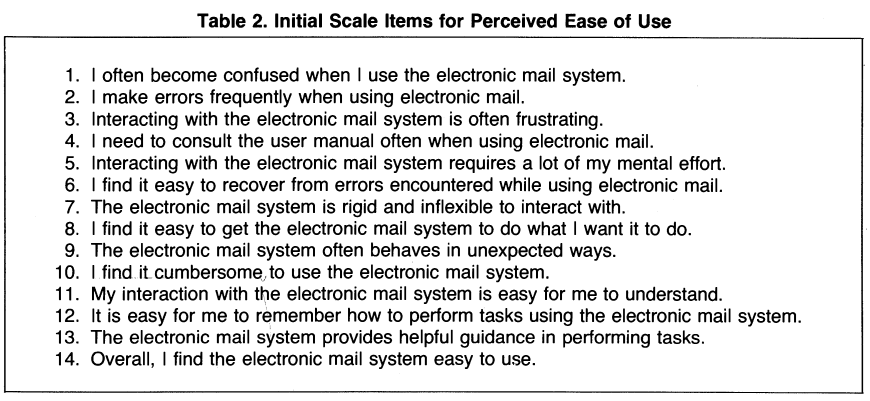 Table 2. Initial Scale Items for Perceived Ease of Use
1. I often become confused when I use the electronic mail system.
2. I make errors frequently when using electronic mail.
3. Interacting with the electronic mail system is often frustrating.
4. I need to consult the user manual often when using electronic mail.
5. Interacting with the electronic mail system requires a lot of my mental effort.
6. I find it easy to recover from errors encountered while using electronic mail.
7. The electronic mail system is rigid and inflexible to interact with.
8. I find it easy to get the electronic mail system to do what I want it to do.
9. The electronic mail system often behaves in unexpected ways.
10. I find it cumbersome to use the electronic mail system.
11. My interaction with the electronic mail system is easy for me to understand.
12. It is easy for me to remember how to perform tasks using the electronic mail system.
13. The electronic mail system provides helpful guidance in performing tasks.
14. Overall, I find the electronic mail system easy to use.